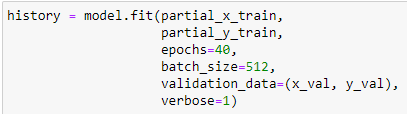 history = model.fit(partial_x_train,
                    partial_y_train,
                    epochs=40,
                    batch_size=512,
                    validation_data=(x_val, y_val),
                    verbose=1)